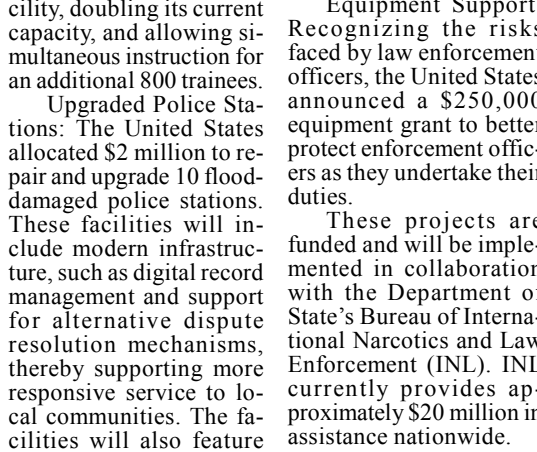 cility, doubling its current
capacity, and allowing si-
multaneous instruction for
an additional 800 trainees.
Upgraded Police Sta-
tions: The United States
allocated $2 million to re-
pair and upgrade 10 flood-
damaged police stations.
These facilities will in-
clude modern infrastruc-
ture, such as digital record
management and support
for alternative dispute
resolution mechanisms,
thereby supporting more
responsive service to lo-
cal communities. The fa-
cilities will also feature
Equipment Support:
Recognizing the risks
faced by law enforcement
officers, the United States
announced a $250,000
equipment grant to better
protect enforcement offic-
ers as they undertake their
duties.
These projects are
funded and will be imple-
mented in collaboration
with the Department of
State's Bureau of Interna-
tional Narcotics and Law
Enforcement (INL). INL
currently provides ap-
proximately $20 million in
assistance nationwide.